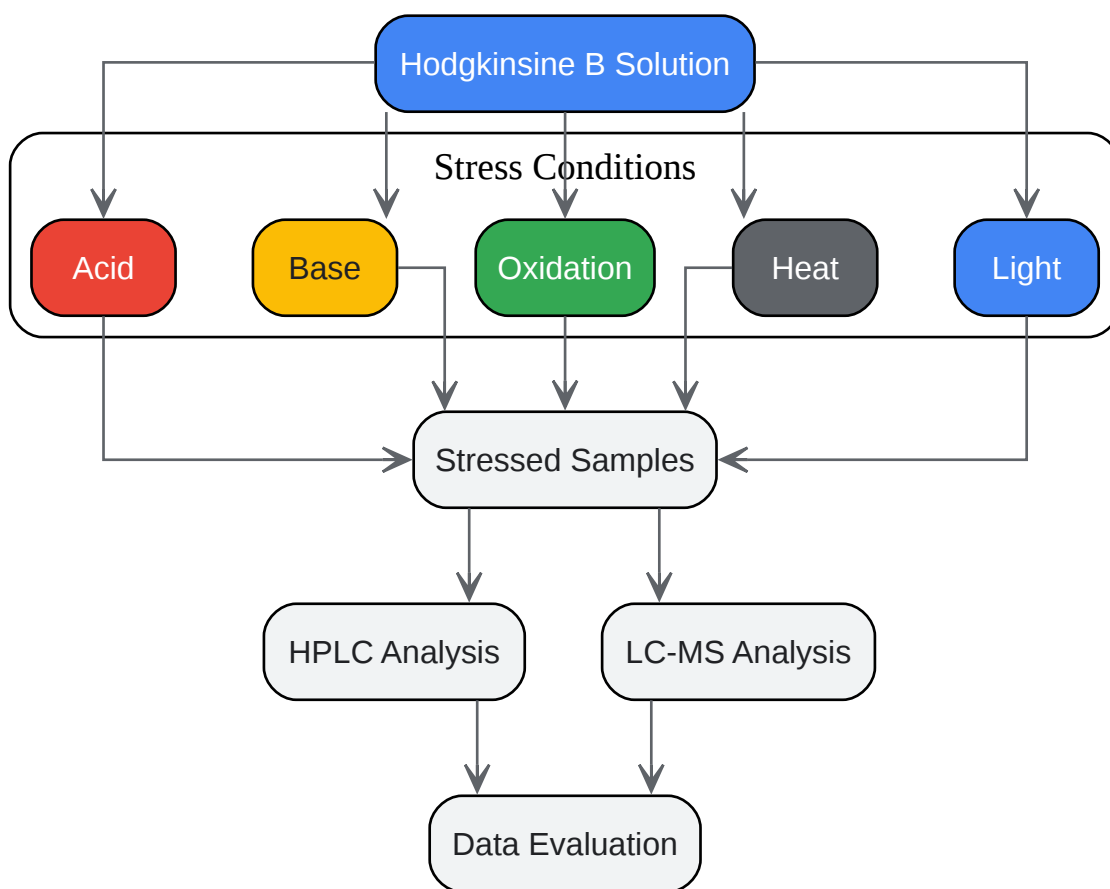 Hodgkinsine B Solution
Stress Conditions
Acid
Base
Oxidation
Heat
Light
Stressed Samples
HPLC Analysis
LC-MS Analysis
Data Evaluation